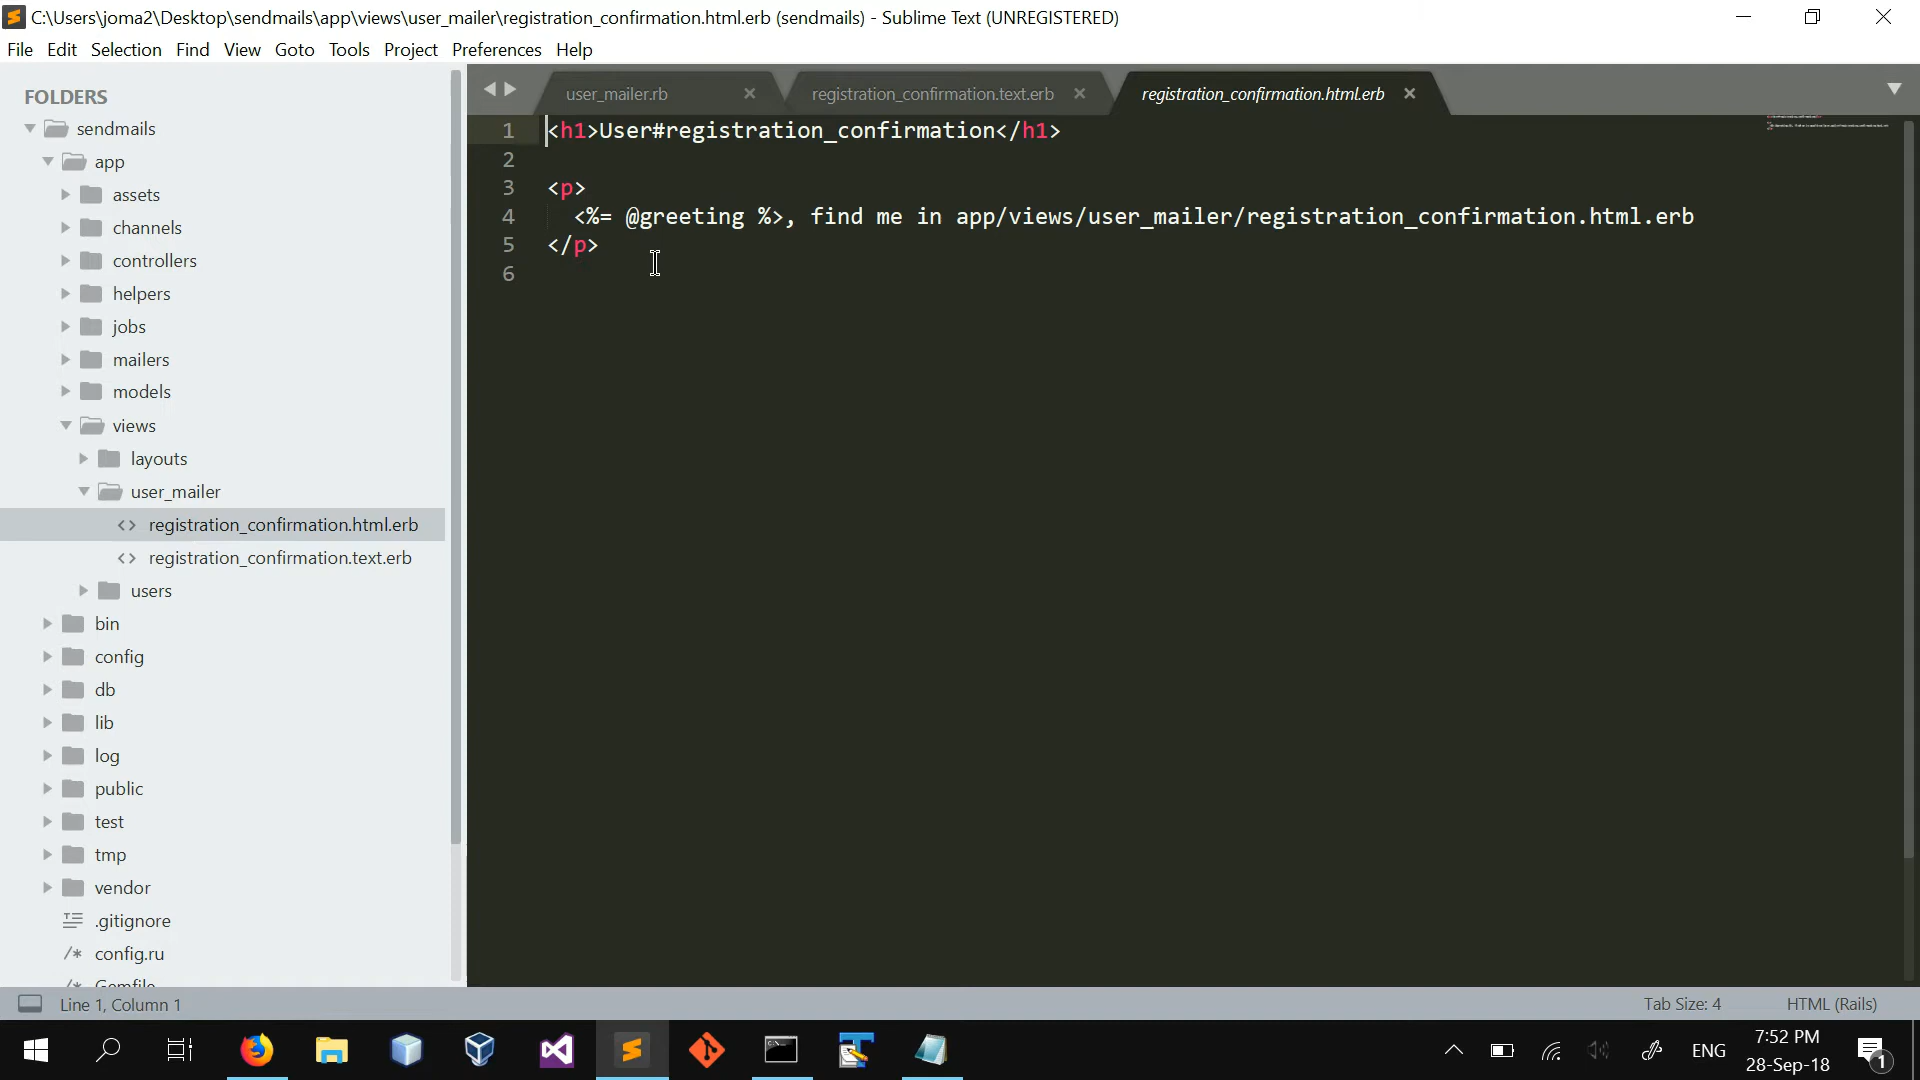 C:\Users\joma2\Desktop\sendmails\app\views\user_mailer\registration_confirmation.html.erb (sendmails) - Sublime Text (UNREGISTERED)
File Edit Selection Find View Goto Tools Project Preferences Help
FOLDERS
sendmails
app
assets
channels
controllers
helpers
jobs
mailers
models
views
layouts
user_mailer
registration_confirmation.html.erb
registration_confirmation.text.erb
users
bin
config
db
lib
log
public
test
tmp
vendor
.gitignore
/* config.ru
/* Gemfile
user_mailer.rb registration_confirmation.text.erb registration_confirmation.html.erb
1 <h1>User#registration_confirmation</h1>
2
3 <p>
4 <%= @greeting %>, find me in app/views/user_mailer/registration_confirmation.html.erb
5 </p>
6
Line 1, Column 1 Tab Size: 4 HTML (Rails)
ENG 7:52 PM 1
28-Sep-18